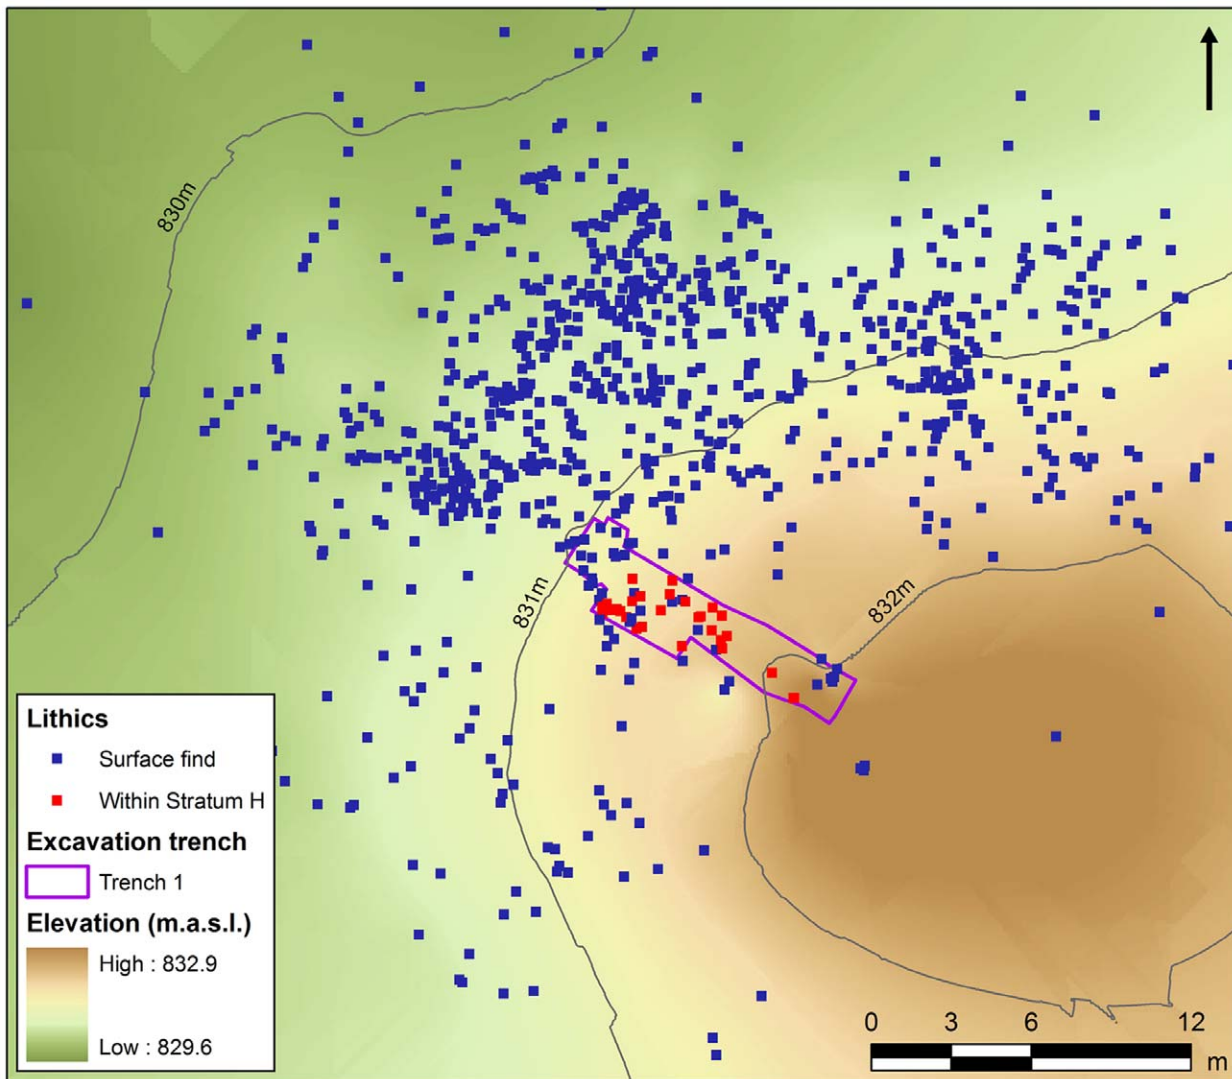 830m
831m
832m
Lithics
Surface find
Within Stratum H
Excavation trench
Trench 1
Elevation (m.a.s.l.)
High : 832.9
Low : 829.6
0 3 6 12
m